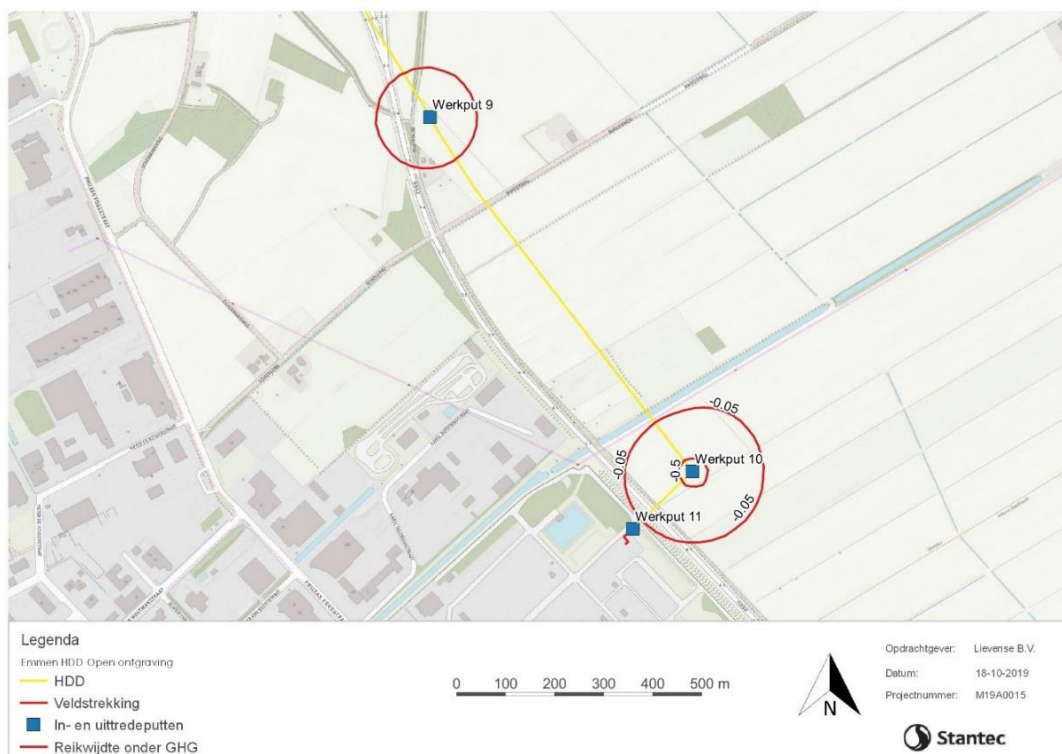 Werkput 9
-0.05
Werkput 10
-0.05
-0.5
-0.05
Werkput 11
Legenda
Emmen HDD Open ontgraving
HDD
Veldstrekking
In- en uittredeputten
Reikwijdte onder GHG
0 100 200 300 400 500 m
N
Opdrachtgever: Lievense B.V.
Datum: 18-10-2019
Projectnummer: M19A0015
Stantec